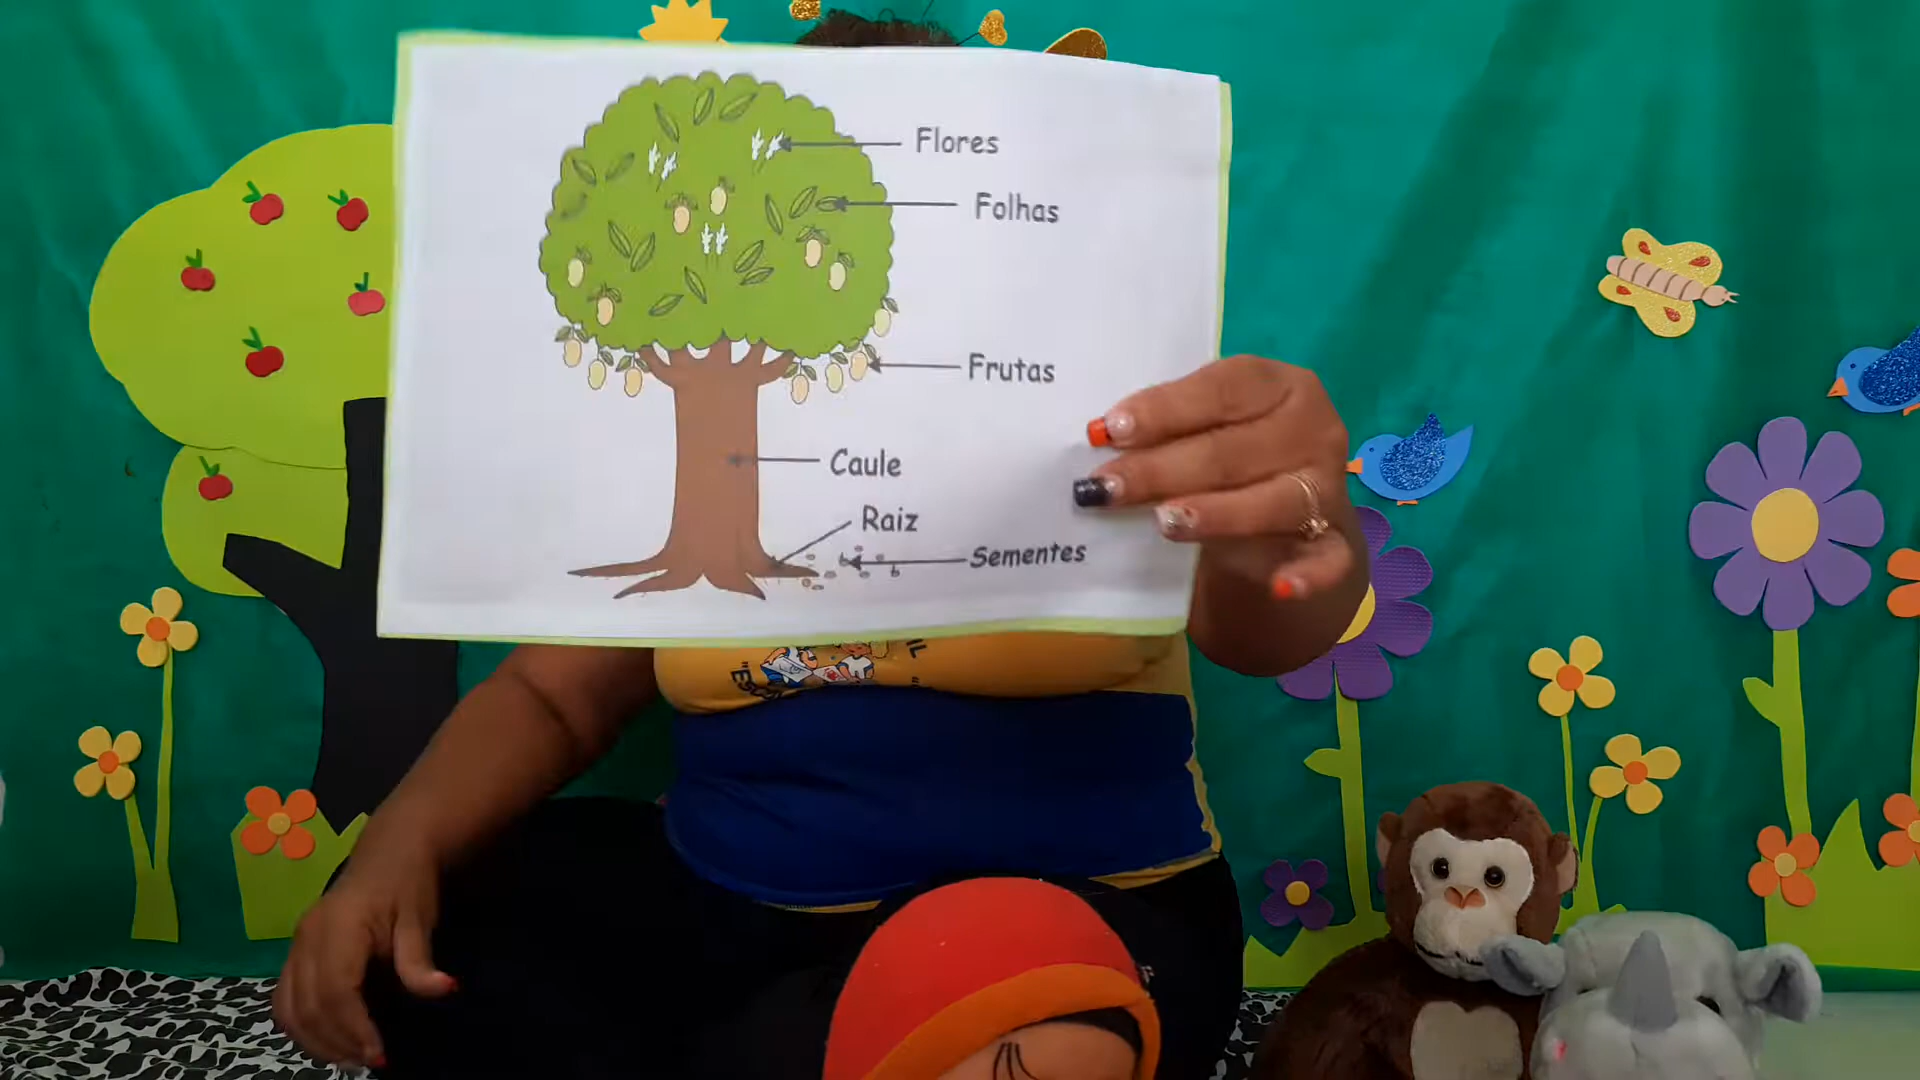 Flores
Folhas
Frutas
Caule
Raiz
Sementes